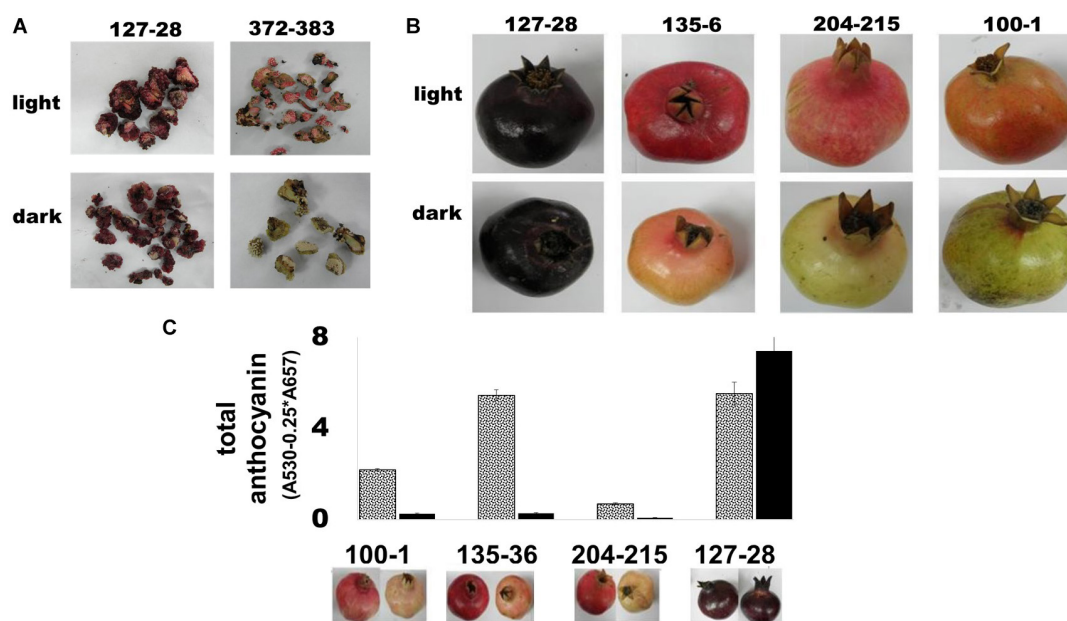 A
127-28 372-383
light
dark
B
127-28 135-6 204-215 100-1
light
dark
C
total
anthocyanin
(A530-0.25*A657)
8
4
0
100-1 135-36 204-215 127-28